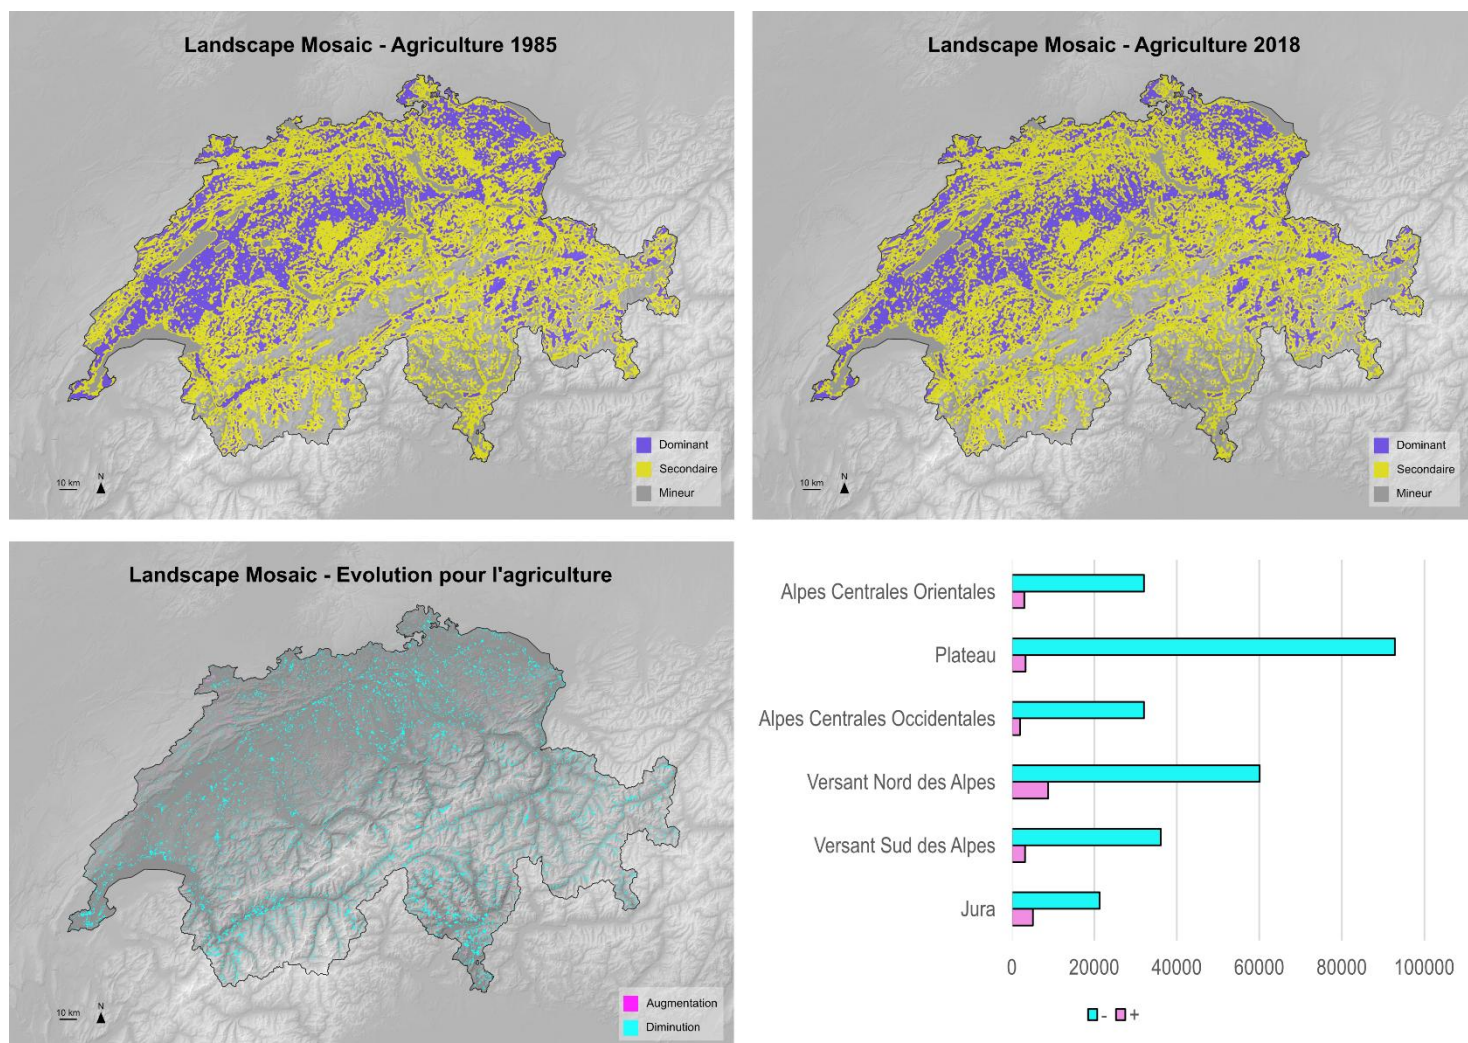 Landscape Mosaic - Agriculture 1985
Dominant
Secondaire
Mineur
10 km
N
Landscape Mosaic - Agriculture 2018
Dominant
Secondaire
Mineur
10 km
N
Landscape Mosaic - Evolution pour l'agriculture
Augmentation
Diminution
10 km
N
Alpes Centrales Orientales
Plateau
Alpes Centrales Occidentales
Versant Nord des Alpes
Versant Sud des Alpes
Jura
0 20000 40000 60000 80000 100000
- +